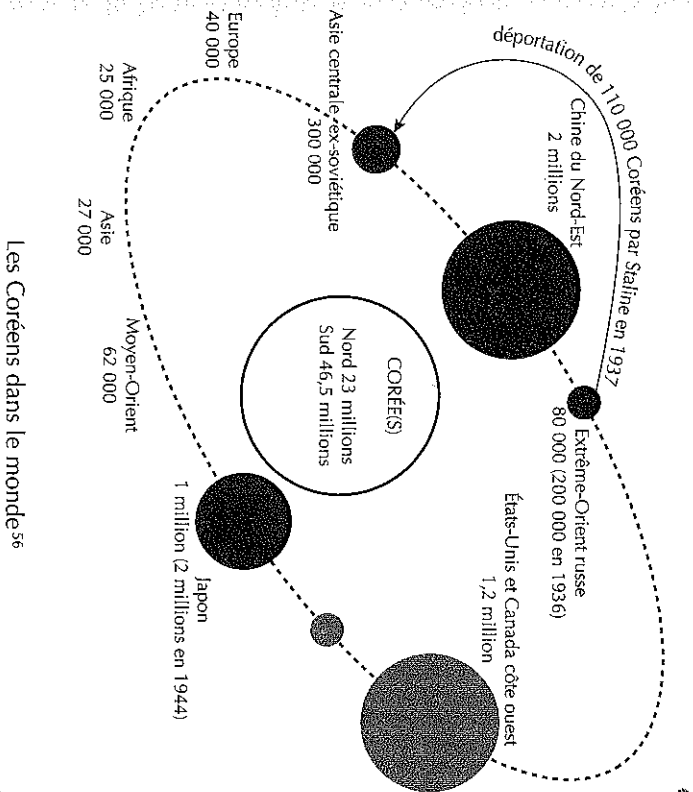 déportation de 110 000 Coréens par Staline en 1937
Extrême-Orient russe
80 000 (200 000 en 1936)
Chine du Nord-Est
2 millions
États-Unis et Canada côte ouest
1,2 million
Asie centrale ex-soviétique
300 000
CORÉE(S)
Nord 23 millions
Sud 46,5 millions
Europe
40 000
Japon
1 million (2 millions en 1944)
Afrique
25 000
Asie
27 000
Moyen-Orient
62 000
Les Coréens dans le monde⁵⁶